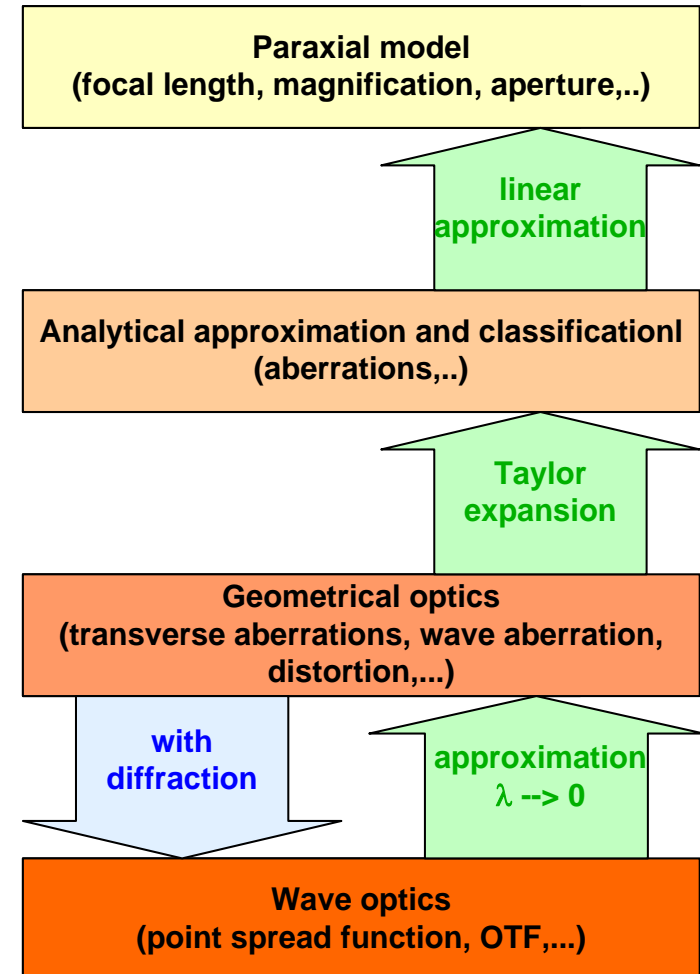 Paraxial model
(focal length, magnification, aperture,..)
linear
approximation
Analytical approximation and classificationl
(aberrations,..)
Taylor
expansion
Geometrical optics
(transverse aberrations, wave aberration,
distortion,...)
with
diffraction
approximation
λ --> 0
Wave optics
(point spread function, OTF,...)